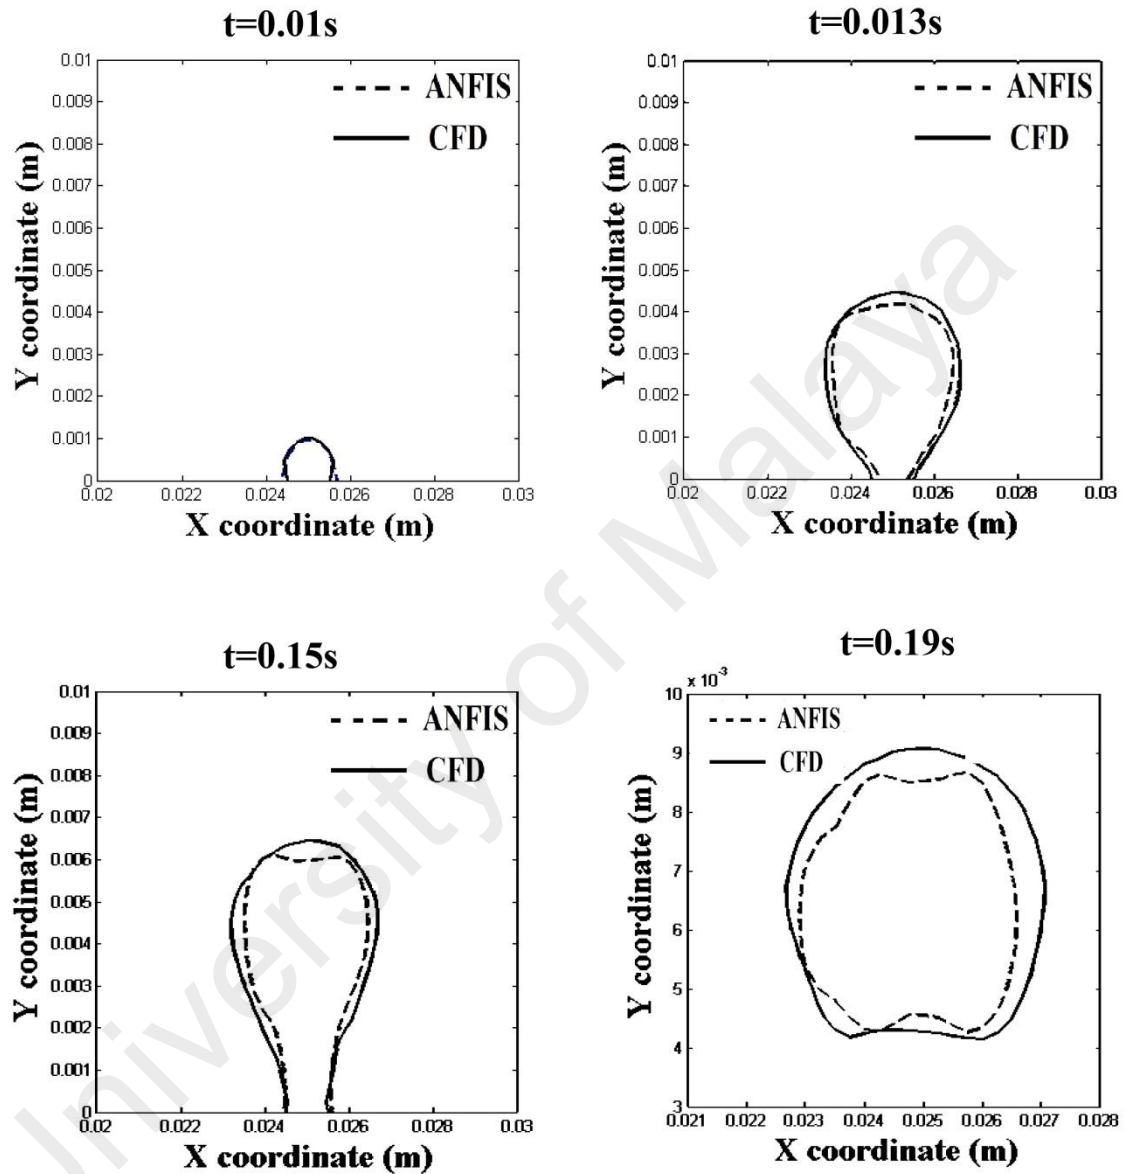 t=0.01s
0.01
0.009
0.008
0.007
0.006
0.005
0.004
0.003
0.002
0.001
0
0.02 0.022 0.024 0.026 0.028 0.03
Y coordinate (m)
X coordinate (m)
ANFIS
CFD
t=0.013s
0.01
0.009
0.008
0.007
0.006
0.005
0.004
0.003
0.002
0.001
0
0.02 0.022 0.024 0.026 0.028 0.03
Y coordinate (m)
X coordinate (m)
ANFIS
CFD
t=0.15s
0.01
0.009
0.008
0.007
0.006
0.005
0.004
0.003
0.002
0.001
0
0.02 0.022 0.024 0.026 0.028 0.03
Y coordinate (m)
X coordinate (m)
ANFIS
CFD
t=0.19s
x 10⁻³
10
9
8
7
6
5
4
3
0.021 0.022 0.023 0.024 0.025 0.026 0.027 0.028
Y coordinate (m)
X coordinate (m)
ANFIS
CFD
University of Malaya